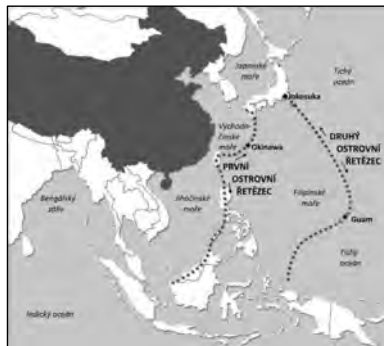 Japonské
moře
Tichý
oceán
Jokosuka
Východo-
čínské
moře
Okinawa
DRUHÝ
OSTROVNÍ
ŘETĚZEC
PRVNÍ
OSTROVNÍ
ŘETĚZEC
Bengálský
záliv
Jihočínské
moře
Filipínské
moře
Guam
Tichý
oceán
Indický oceán